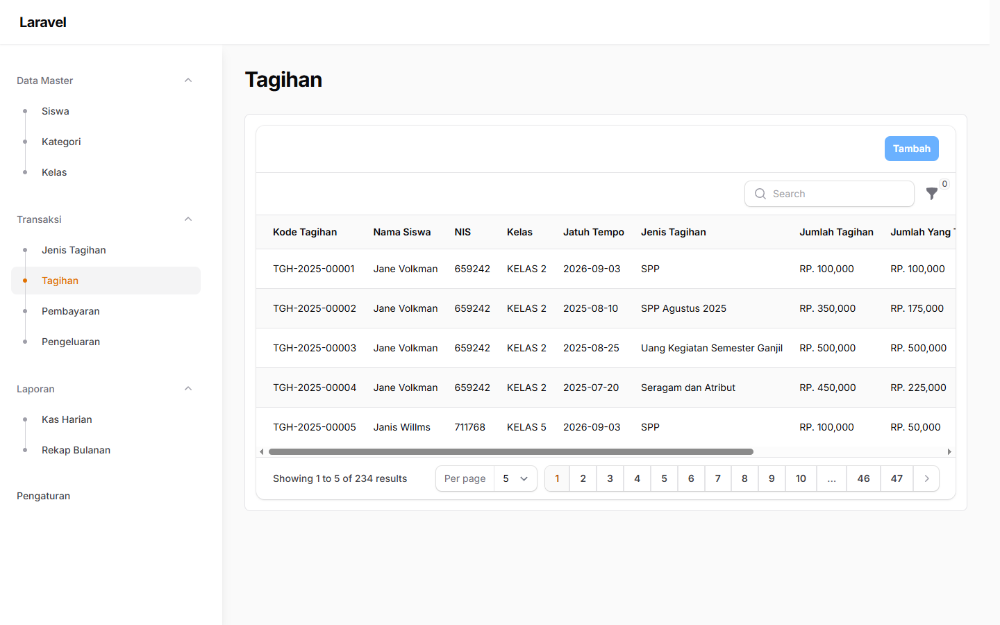 Laravel
Data Master
Siswa
Kategori
Kelas
Transaksi
Jenis Tagihan
Tagihan
Pembayaran
Pengeluaran
Laporan
Kas Harian
Rekap Bulanan
Pengaturan
Tagihan
Tambah
Search
0
Kode Tagihan Nama Siswa NIS Kelas Jatuh Tempo Jenis Tagihan Jumlah Tagihan Jumlah Yang
TGH-2025-00001 Jane Volkman 659242 KELAS 2 2026-09-03 SPP RP. 100,000 RP. 100,000
TGH-2025-00002 Jane Volkman 659242 KELAS 2 2025-08-10 SPP Agustus 2025 RP. 350,000 RP. 175,000
TGH-2025-00003 Jane Volkman 659242 KELAS 2 2025-08-25 Uang Kegiatan Semester Ganjil RP. 500,000 RP. 500,000
TGH-2025-00004 Jane Volkman 659242 KELAS 2 2025-07-20 Seragam dan Atribut RP. 450,000 RP. 225,000
TGH-2025-00005 Janis Willms 711768 KELAS 5 2026-09-03 SPP RP. 100,000 RP. 50,000
Showing 1 to 5 of 234 results Per page 5 1 2 3 4 5 6 7 8 9 10 ... 46 47